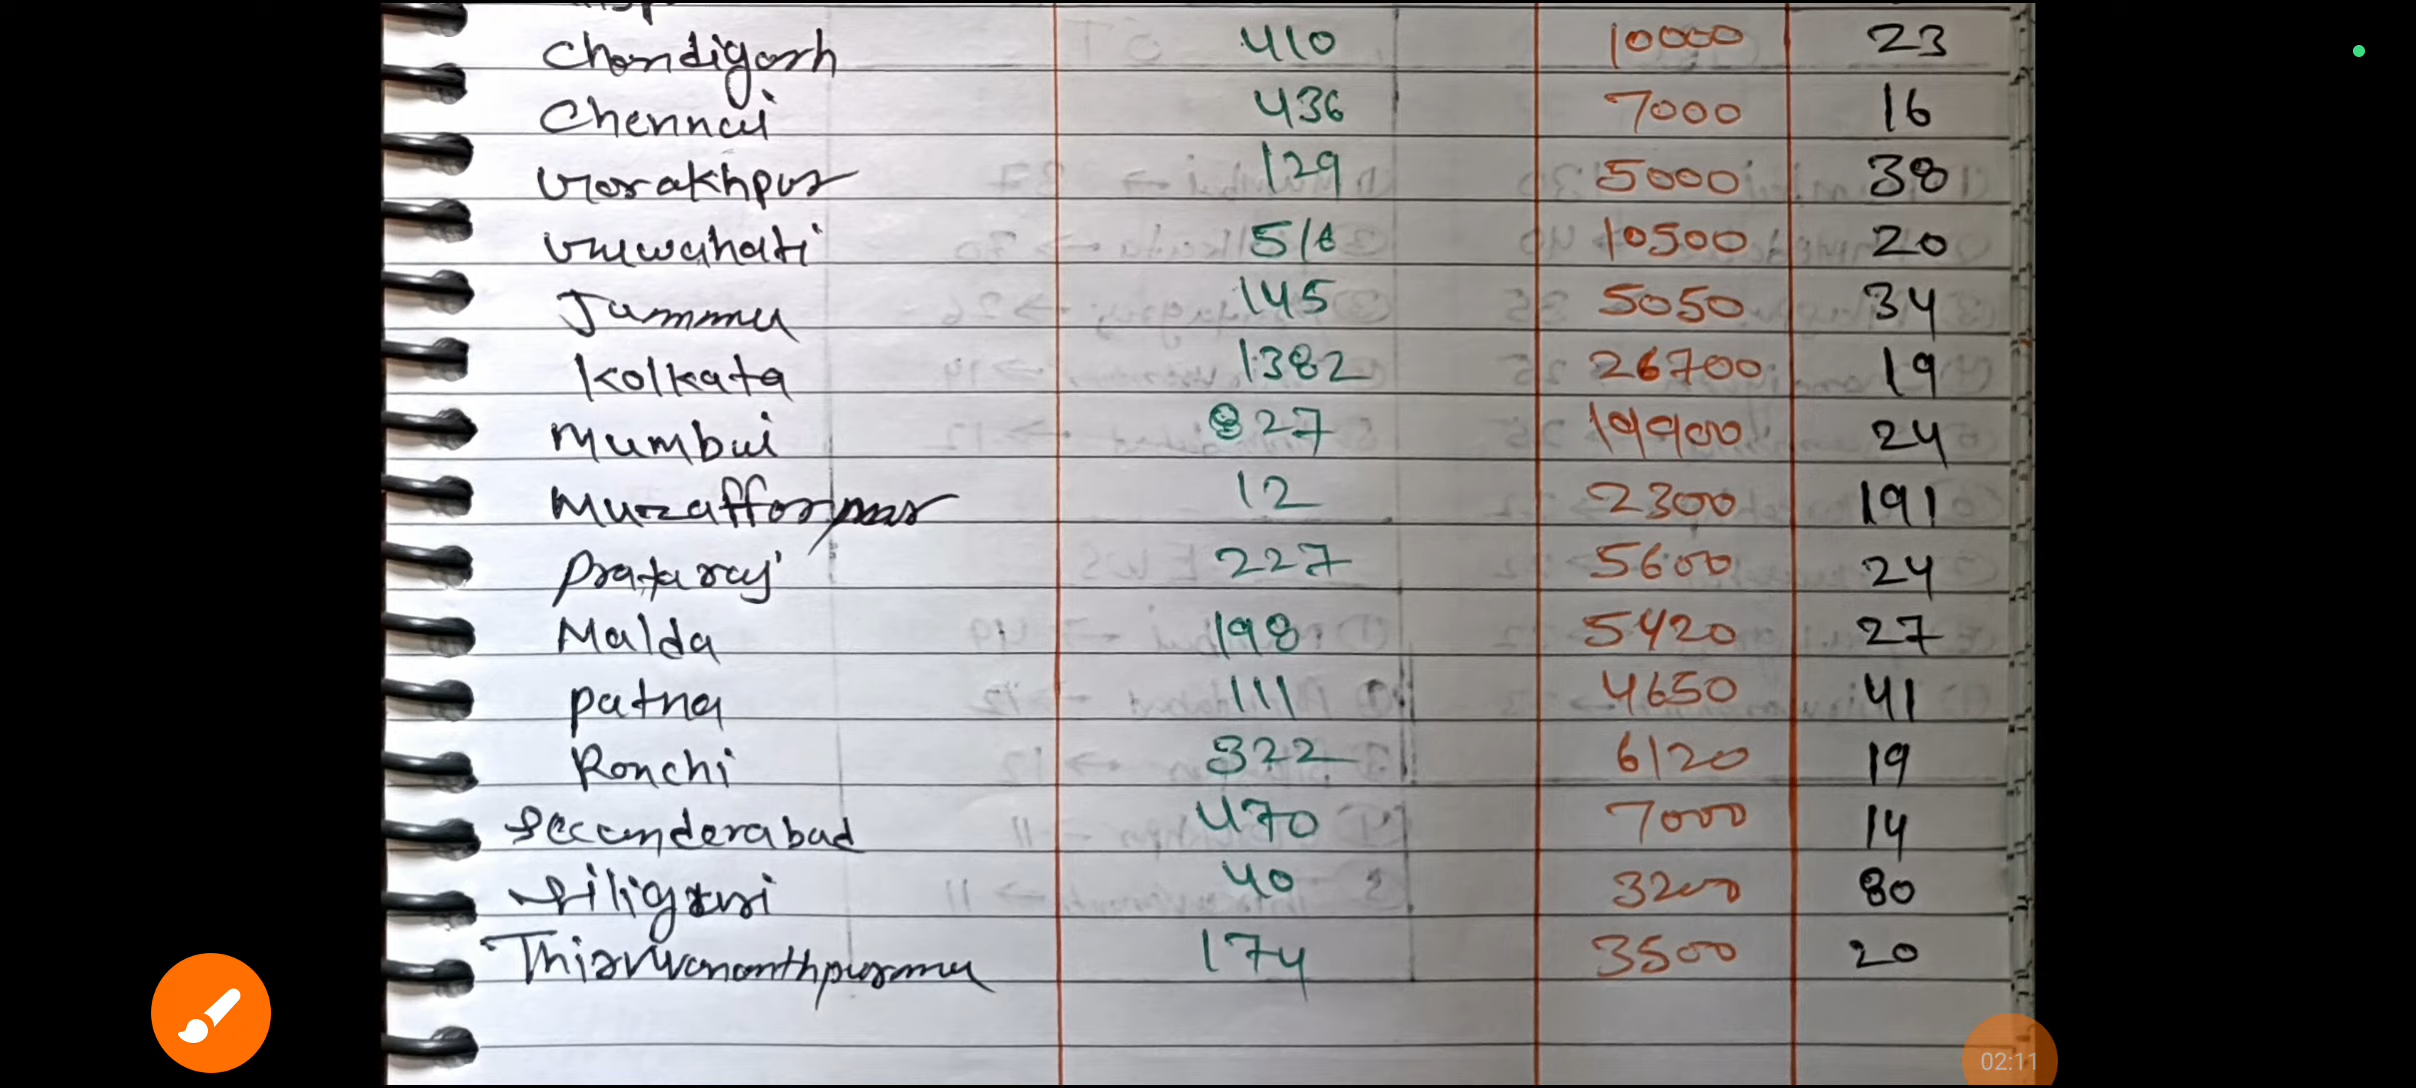 Chandigarh 410 10000 23
Chennai 436 7000 16
Gorakhpur 129 5000 38
Guwahati 516 10500 20
Jammu 145 5050 34
Kolkata 1382 26700 19
Mumbai 827 19900 24
Muzaffarpur 12 2300 191
Prataraj 227 5600 24
Malda 198 5420 27
Patna 111 4650 41
Ranchi 322 6120 19
Secunderabad 470 7000 14
Siliguri 40 3200 80
174 3500 20
02:11